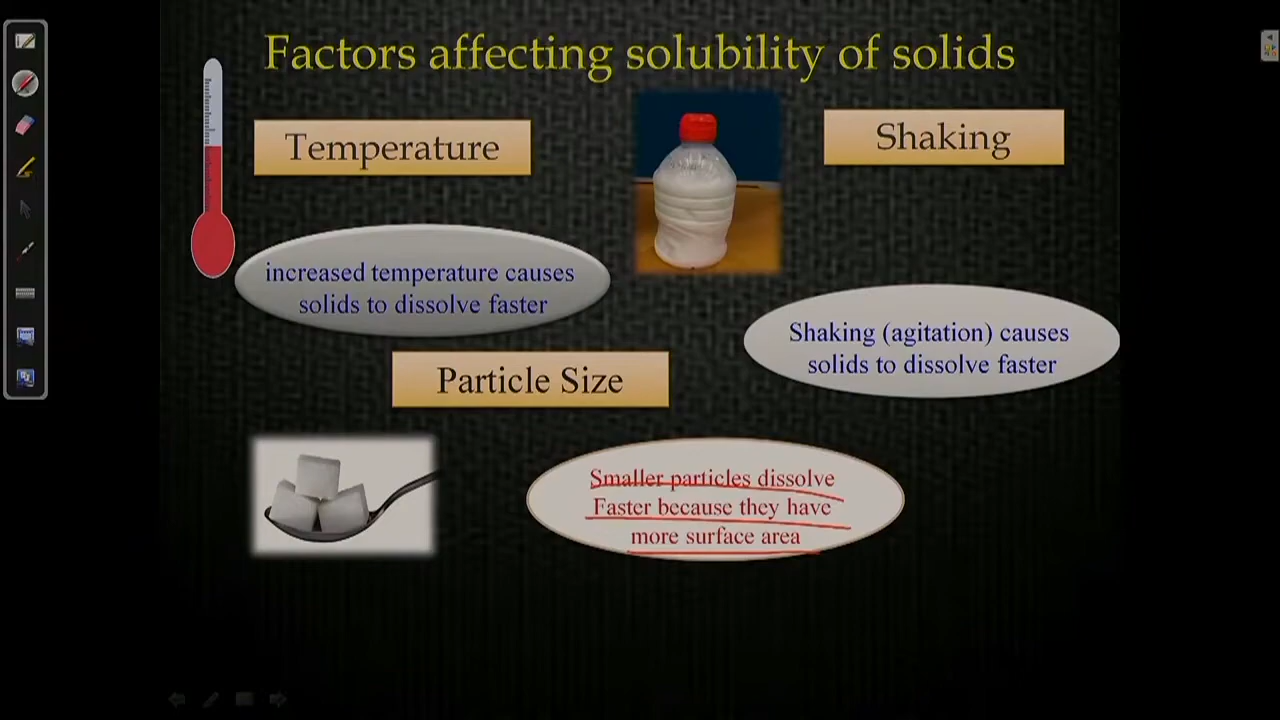 Factors affecting solubility of solids
Temperature
Shaking
increased temperature causes
solids to dissolve faster
Shaking (agitation) causes
solids to dissolve faster
Particle Size
Smaller particles dissolve
Faster because they have
more surface area